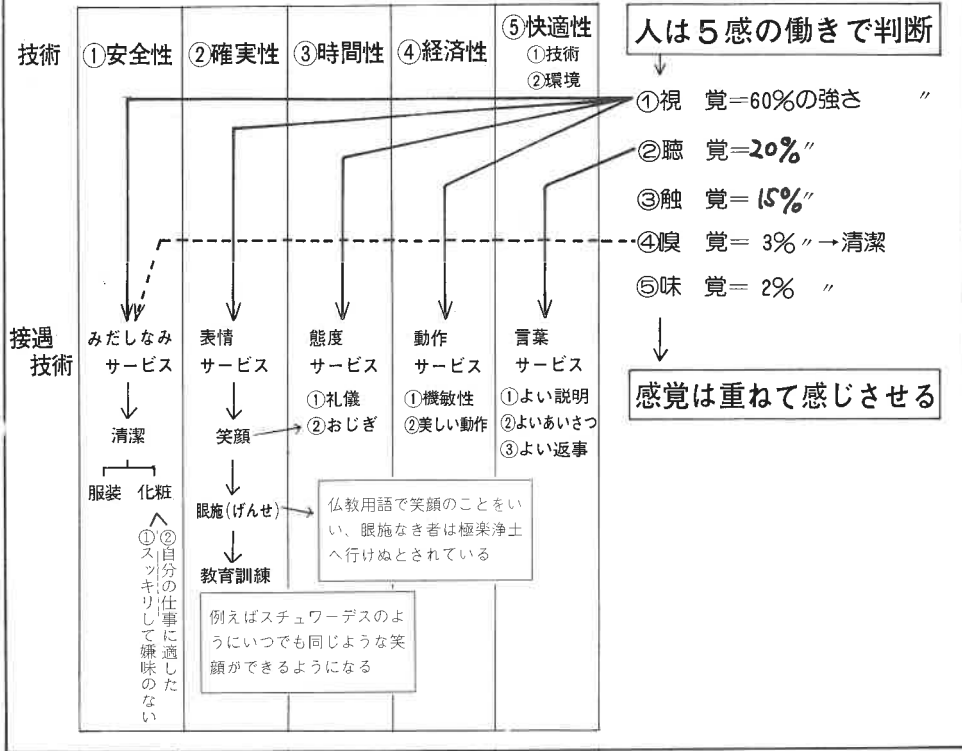 技術
①安全性
②確実性
③時間性
④経済性
⑤快適性
①技術
②環境
人は5感の働きで判断
①視 覚=60%の強さ 〃
②聴 覚=20%〃
③触 覚=15%〃
④嗅 覚= 3%〃→清潔
⑤味 覚= 2% 〃
感覚は重ねて感じさせる
接遇
技術
みだしなみ
サービス
清潔
服装 化粧
①スッキリして嫌味のない
②自分の仕事に適した
表情
サービス
笑顔
眼施(げんせ)
教育訓練
態度
サービス
①礼儀
②おじぎ
動作
サービス
①機敏性
②美しい動作
言葉
サービス
①よい説明
②よいあいさつ
③よい返事
仏教用語で笑顔のことをい
い、眼施なき者は極楽浄土
へ行けぬとされている
例えばスチュワーデスのよ
うにいつでも同じような笑
顔ができるようになる